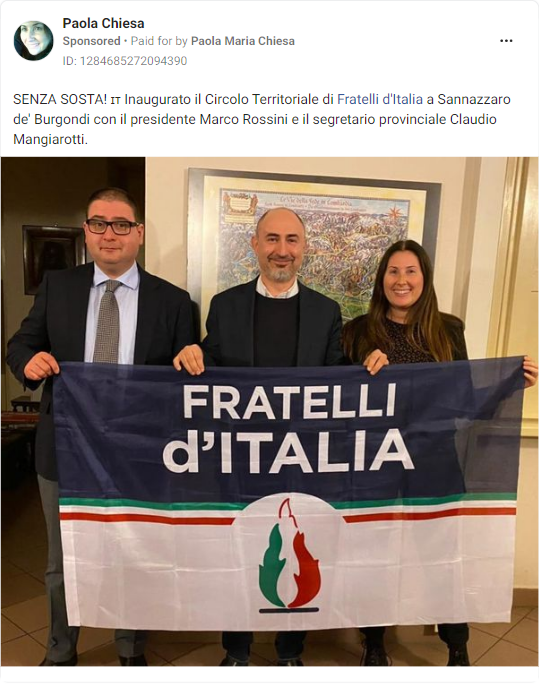 Paola Chiesa
Sponsored • Paid for by Paola Maria Chiesa
ID: 1284685272094390
SENZA SOSTA! IT Inaugurato il Circolo Territoriale di Fratelli d'Italia a Sannazzaro
de' Burgondi con il presidente Marco Rossini e il segretario provinciale Claudio
Mangiarotti.
FRATELLI
d'ITALIA